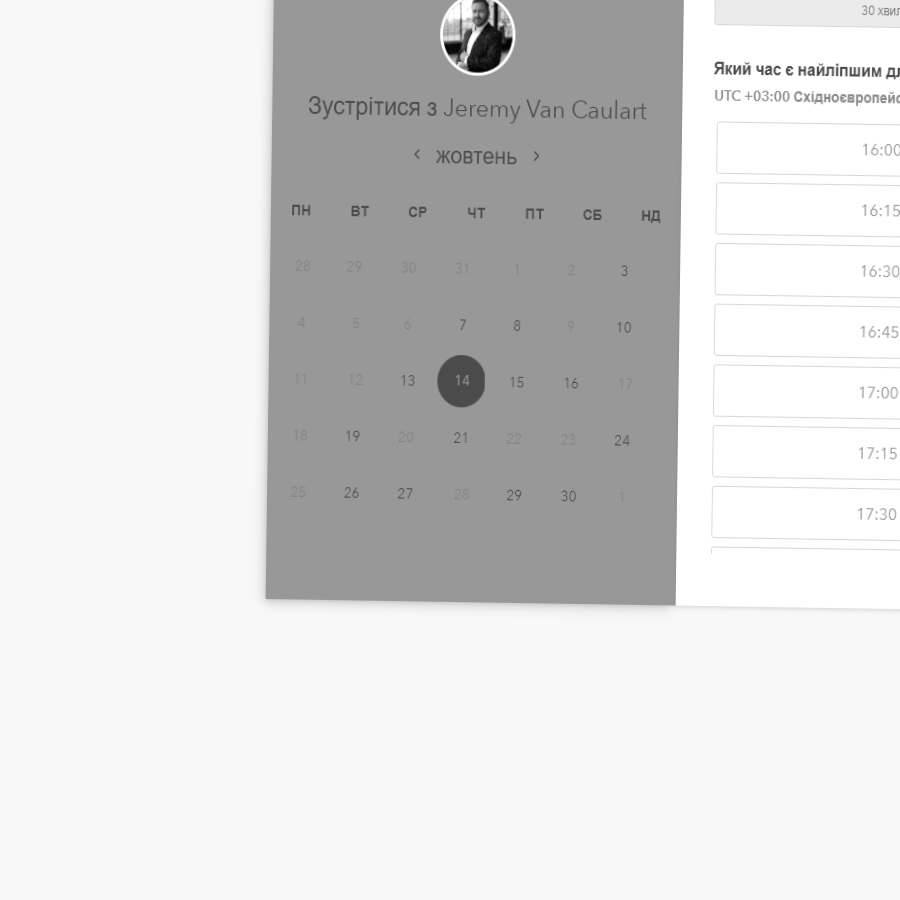 Зустрітися з Jeremy Van Caulart
‹ жовтень ›
ПН ВТ СР ЧТ ПТ СБ НД
28 29 30 31 1 2 3
4 5 6 7 8 9 10
11 12 13 14 15 16 17
18 19 20 21 22 23 24
25 26 27 28 29 30 1
30
Який час є найліпшим
UTC +03:00
16:00
16:15
16:30
16:45
17:00
17:15
17:30